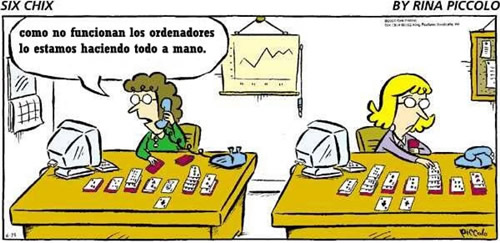 SIX CHIX
BY RINA PICCOLO
como no funcionan los ordenadores
lo estamos haciendo todo a mano.
PICCOLO